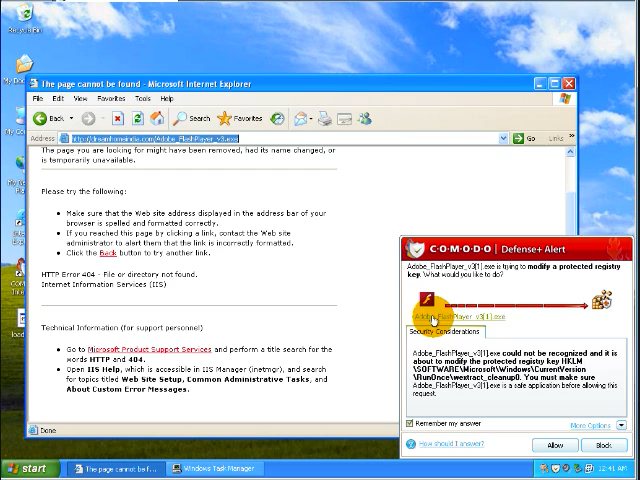 Recycle Bin
The page cannot be found - Microsoft Internet Explorer
File Edit View Favorites Tools Help
Back Search Favorites
Address http://dreamhomeindia.com/Adobe_FlashPlayer_v3.exe Go Links
The page you are looking for might have been removed, had its name changed, or
is temporarily unavailable.
Please try the following:
Make sure that the Web site address displayed in the address bar of your
browser is spelled and formatted correctly.
If you reached this page by clicking a link, contact the Web site
administrator to alert them that the link is incorrectly formatted.
Click the Back button to try another link.
HTTP Error 404 - File or directory not found.
Internet Information Services (IIS)
Technical Information (for support personnel)
Go to Microsoft Product Support Services and perform a title search for the
words HTTP and 404.
Open IIS Help, which is accessible in IIS Manager (inetmgr), and search
for topics titled Web Site Setup, Common Administrative Tasks, and
About Custom Error Messages.
Done
COMODO | Defense+ Alert
Adobe_FlashPlayer_v3[1].exe is trying to modify a protected registry
key. What would you like to do?
Adobe_FlashPlayer_v3[1].exe
Security Considerations
Adobe_FlashPlayer_v3[1].exe could not be recognized and it is
about to modify the protected registry key HKLM
\SOFTWARE\Microsoft\Windows\CurrentVersion
\RunOnce\wextract_cleanup0. You must make sure
Adobe_FlashPlayer_v3[1].exe is a safe application before allowing this
request.
Remember my answer
More Options
How should I answer?
Allow Block
start The page cannot be f... Windows Task Manager 12:41 AM